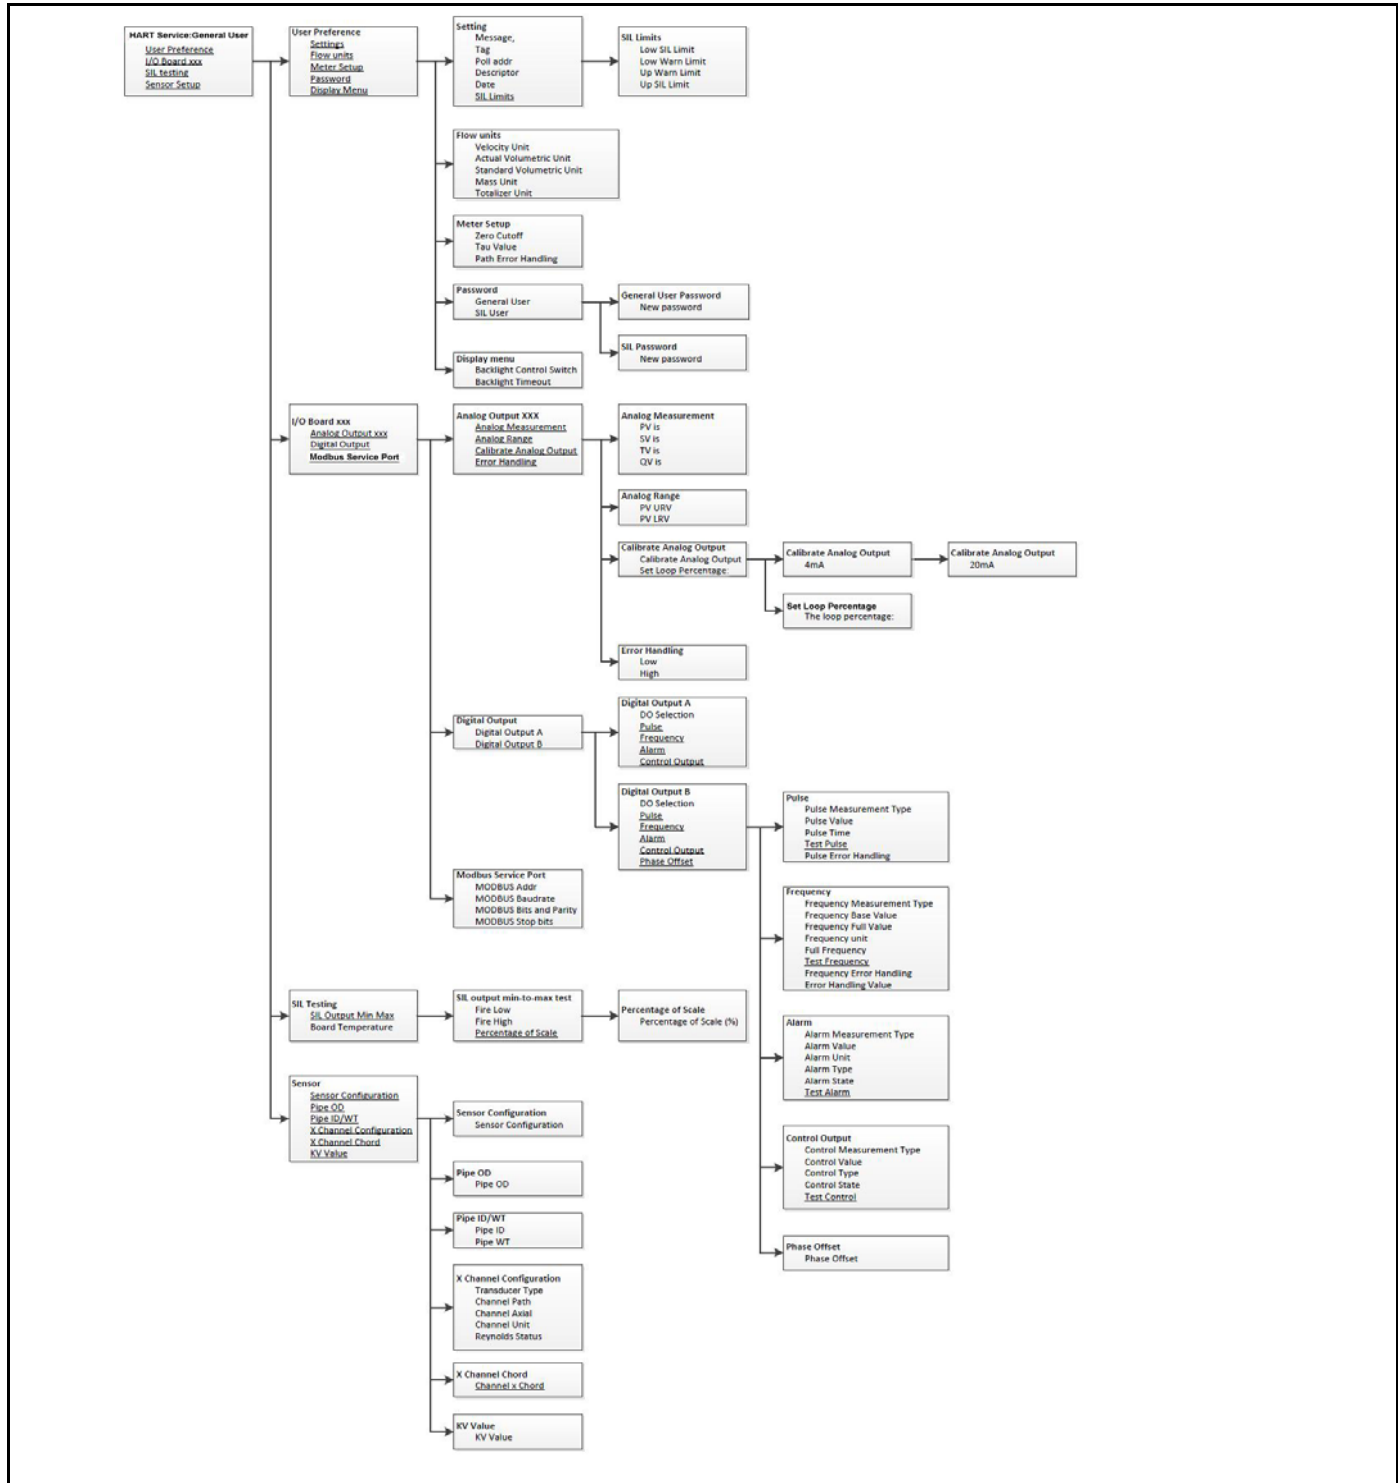 HART Service:General User
User Preference
I/O Board xxx
SIL testing
Sensor Setup
User Preference
Settings
Flow units
Meter Setup
Password
Display Menu
Setting
Message,
Tag
Poll addr
Descriptor
Date
SIL Limits
SIL Limits
Low SIL Limit
Low Warn Limit
Up Warn Limit
Up SIL Limit
Flow units
Velocity Unit
Actual Volumetric Unit
Standard Volumetric Unit
Mass Unit
Totalizer Unit
Meter Setup
Zero Cutoff
Tau Value
Path Error Handling
Password
General User
SIL User
General User Password
New password
SIL Password
New password
Display menu
Backlight Control Switch
Backlight Timeout
I/O Board xxx
Analog Output xxx
Digital Output
Modbus Service Port
Analog Output XXX
Analog Measurement
Analog Range
Calibrate Analog Output
Error Handling
Analog Measurement
PV is
SV is
TV is
QV is
Analog Range
PV URV
PV LRV
Calibrate Analog Output
Calibrate Analog Output
Set Loop Percentage:
Calibrate Analog Output
4mA
Calibrate Analog Output
20mA
Set Loop Percentage
The loop percentage:
Error Handling
Low
High
Digital Output
Digital Output A
Digital Output B
Digital Output A
DO Selection
Pulse
Frequency
Alarm
Control Output
Digital Output B
DO Selection
Pulse
Frequency
Alarm
Control Output
Phase Offset
Pulse
Pulse Measurement Type
Pulse Value
Pulse Time
Test Pulse
Pulse Error Handling
Frequency
Frequency Measurement Type
Frequency Base Value
Frequency Full Value
Frequency unit
Full Frequency
Test Frequency
Frequency Error Handling
Error Handling Value
Alarm
Alarm Measurement Type
Alarm Value
Alarm Unit
Alarm Type
Alarm State
Test Alarm
Control Output
Control Measurement Type
Control Value
Control Type
Control State
Test Control
Phase Offset
Phase Offset
Modbus Service Port
MODBUS Addr
MODBUS Baudrate
MODBUS Bits and Parity
MODBUS Stop bits
SIL Testing
SIL Output Min Max
Board Temperature
SIL output min-to-max test
Fire Low
Fire High
Percentage of Scale
Percentage of Scale
Percentage of Scale (%)
Sensor
Sensor Configuration
Pipe OD
Pipe ID/WT
X Channel Configuration
X Channel Chord
KV Value
Sensor Configuration
Sensor Configuration
Pipe OD
Pipe OD
Pipe ID/WT
Pipe ID
Pipe WT
X Channel Configuration
Transducer Type
Channel Path
Channel Axial
Channel Unit
Reynolds Status
X Channel Chord
Channel x Chord
KV Value
KV Value